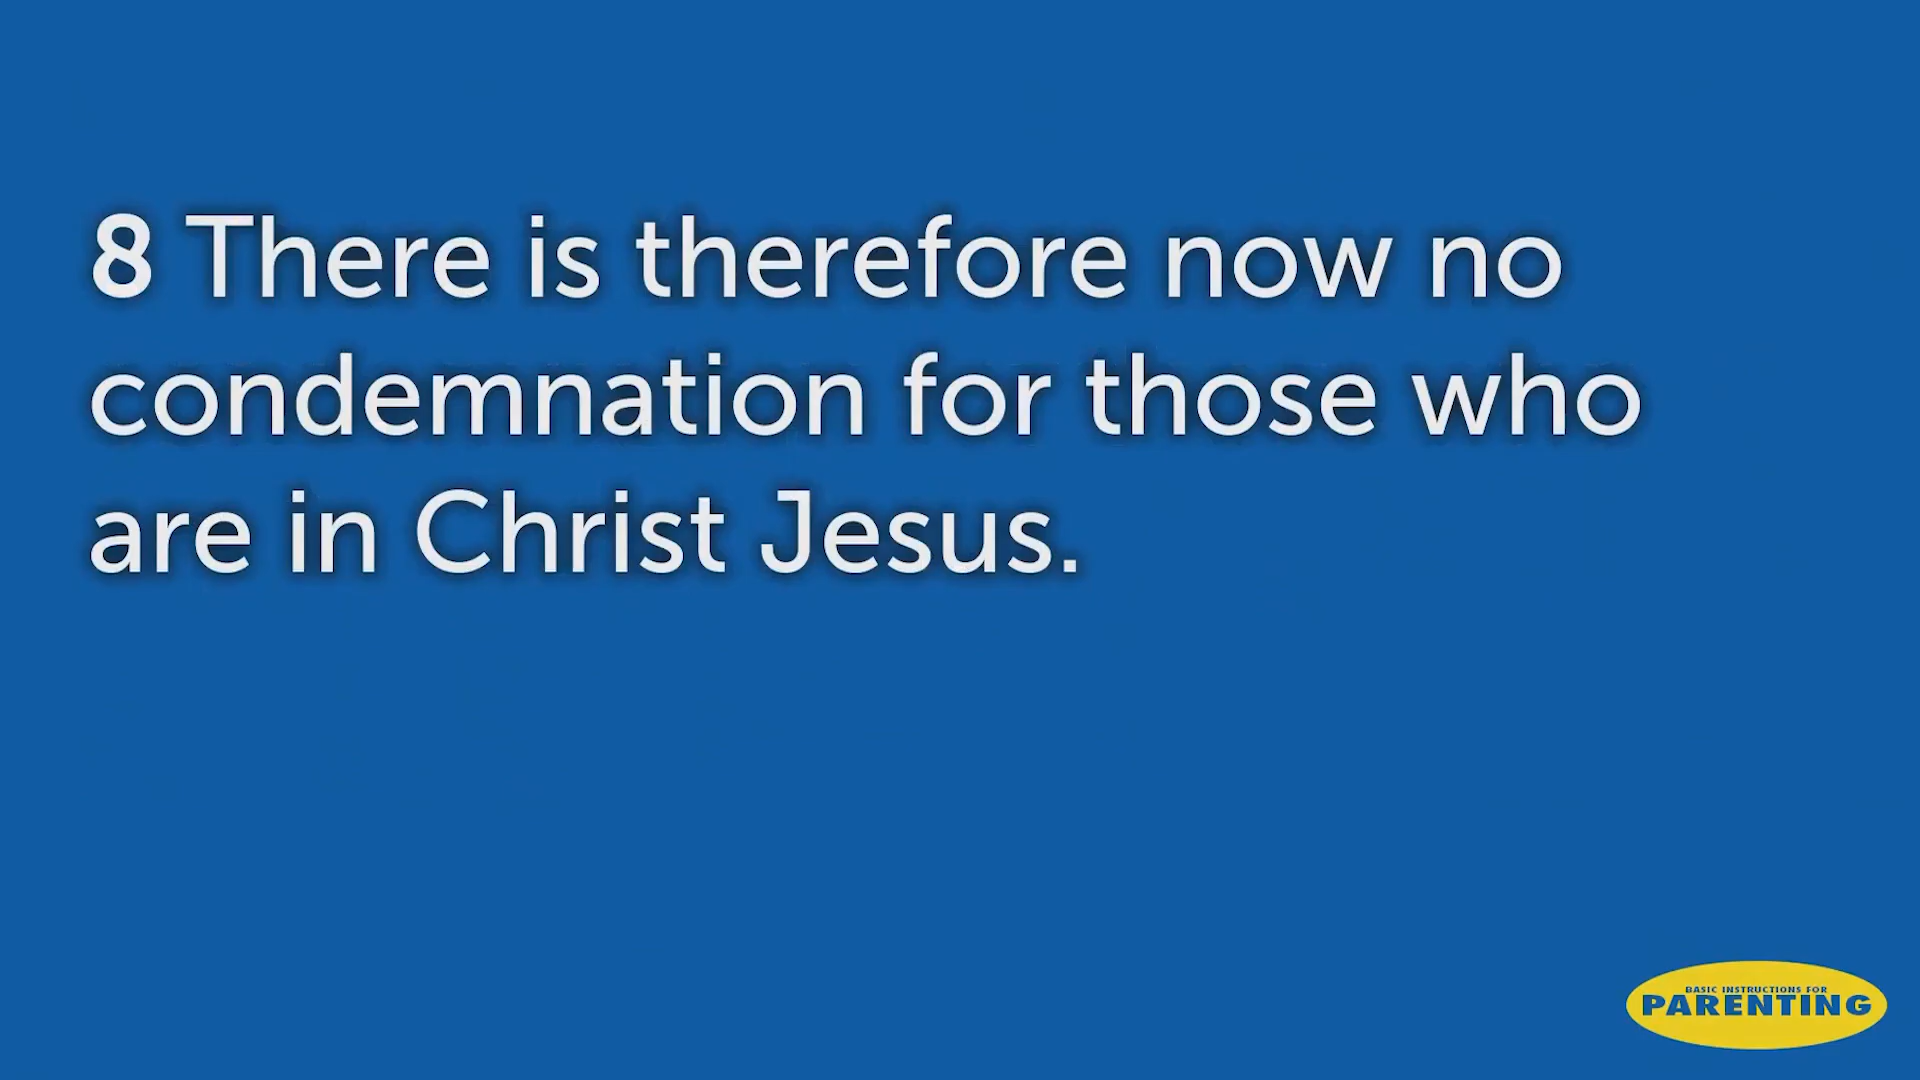 8 There is therefore now no
condemnation for those who
are in Christ Jesus.
BASIC INSTRUCTIONS FOR
PARENTING